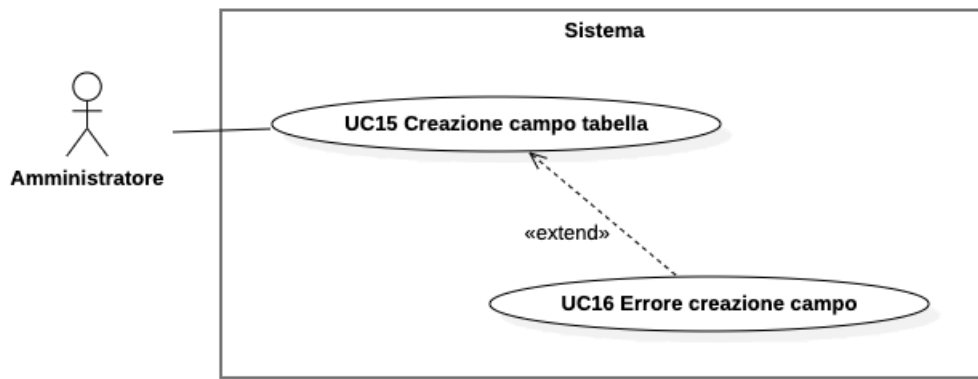 Sistema
UC15 Creazione campo tabella
Amministratore
«extend»
UC16 Errore creazione campo